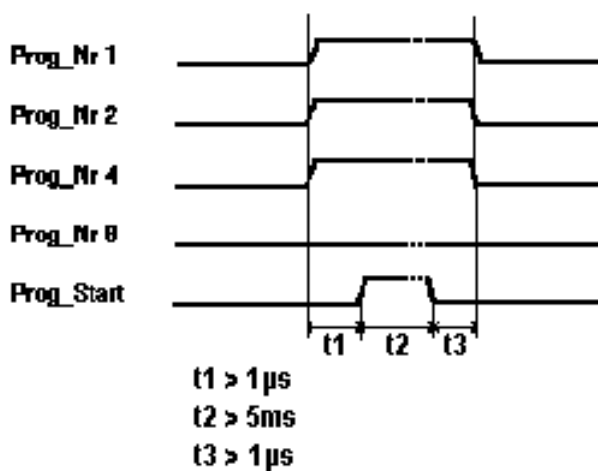 Prog_Nr 1
Prog_Nr 2
Prog_Nr 4
Prog_Nr 8
Prog_Start
t1 t2 t3
t1 > 1µs
t2 > 5ms
t3 > 1µs